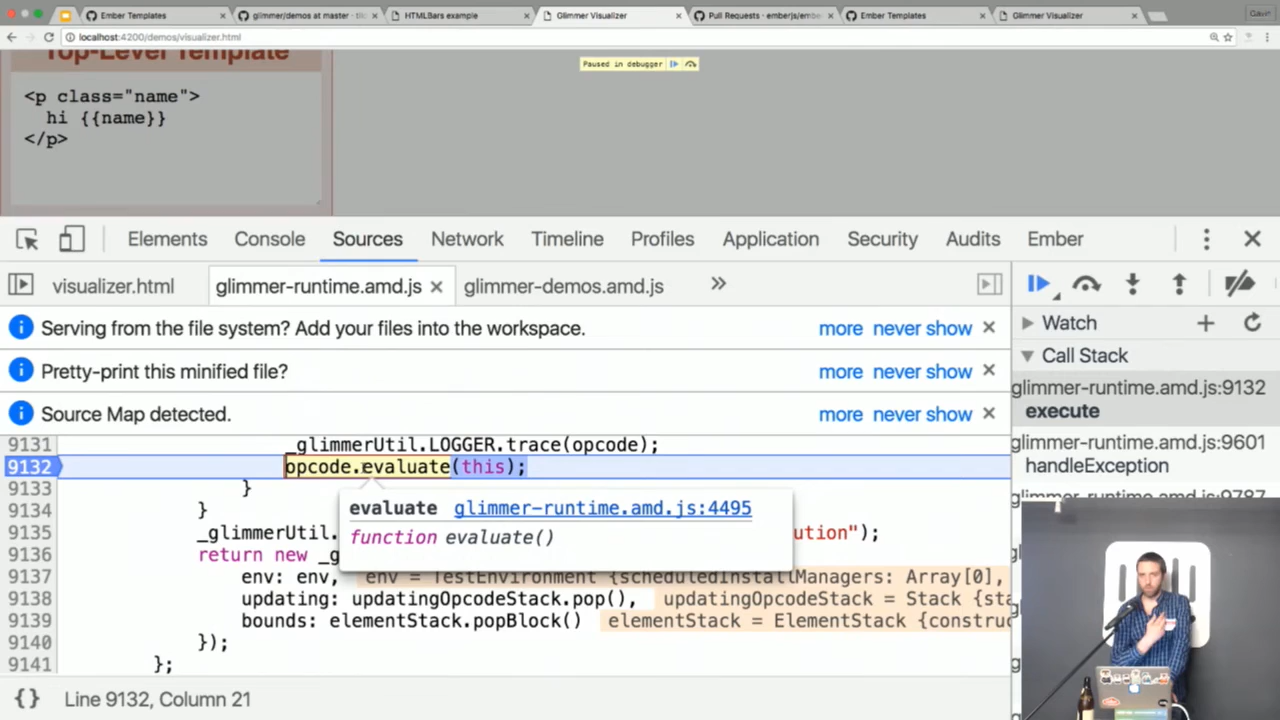 Ember Templates
glimmer/demos at master · til
HTMLBars example
Glimmer Visualizer
Pull Requests · emberjs/embe
Ember Templates
Glimmer Visualizer
Gavin
localhost:4200/demos/visualizer.html
Top-Level Template
Paused in debugger
<p class="name">
hi {{name}}
</p>
Elements Console Sources Network Timeline Profiles Application Security Audits Ember
visualizer.html glimmer-runtime.amd.js glimmer-demos.amd.js
Serving from the file system? Add your files into the workspace. more never show
Pretty-print this minified file? more never show
Source Map detected. more never show
9131 _glimmerUtil.LOGGER.trace(opcode);
9132 opcode.evaluate(this);
9133 }
9134 }
9135 _glimmerUtil. ution");
9136 return new _g
9137 env: env, env = TestEnvironment {scheduledInstallManagers: Array[0],
9138 updating: updatingOpcodeStack.pop(), updatingOpcodeStack = Stack {sta
9139 bounds: elementStack.popBlock() elementStack = ElementStack {construc
9140 });
9141 };
evaluate glimmer-runtime.amd.js:4495
function evaluate()
{} Line 9132, Column 21
Watch
Call Stack
glimmer-runtime.amd.js:9132
execute
glimmer-runtime.amd.js:9601
handleException
glimmer-runtime.amd.js:9787